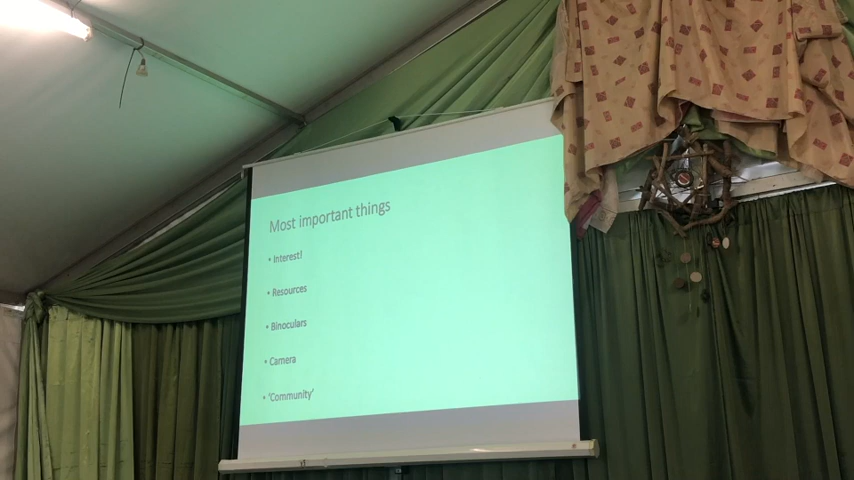 Most important things
• Interest!
• Resources
• Binoculars
• Camera
• 'Community'